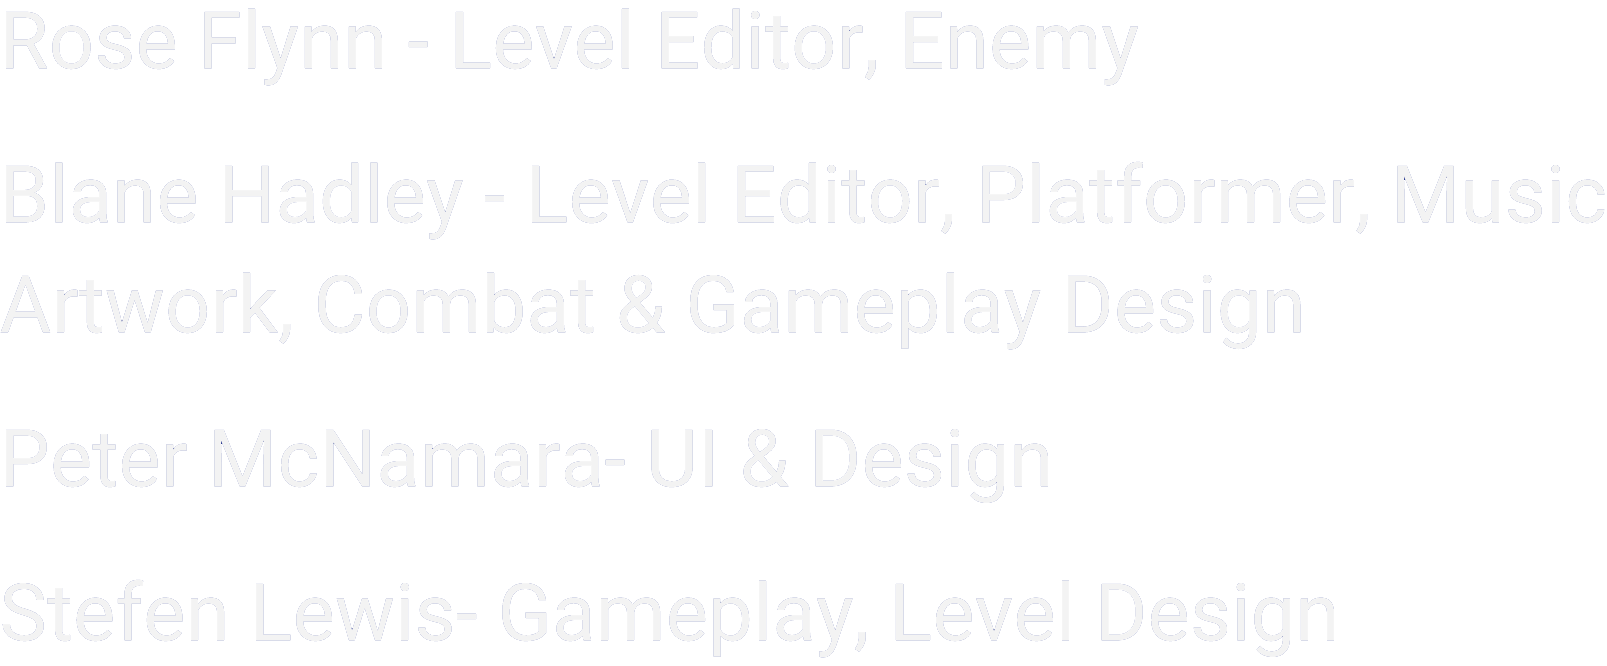 Rose Flynn - Level Editor, Enemy
Blane Hadley - Level Editor, Platformer, Music
Artwork, Combat & Gameplay Design
Peter McNamara- UI & Design
Stefen Lewis- Gameplay, Level Design